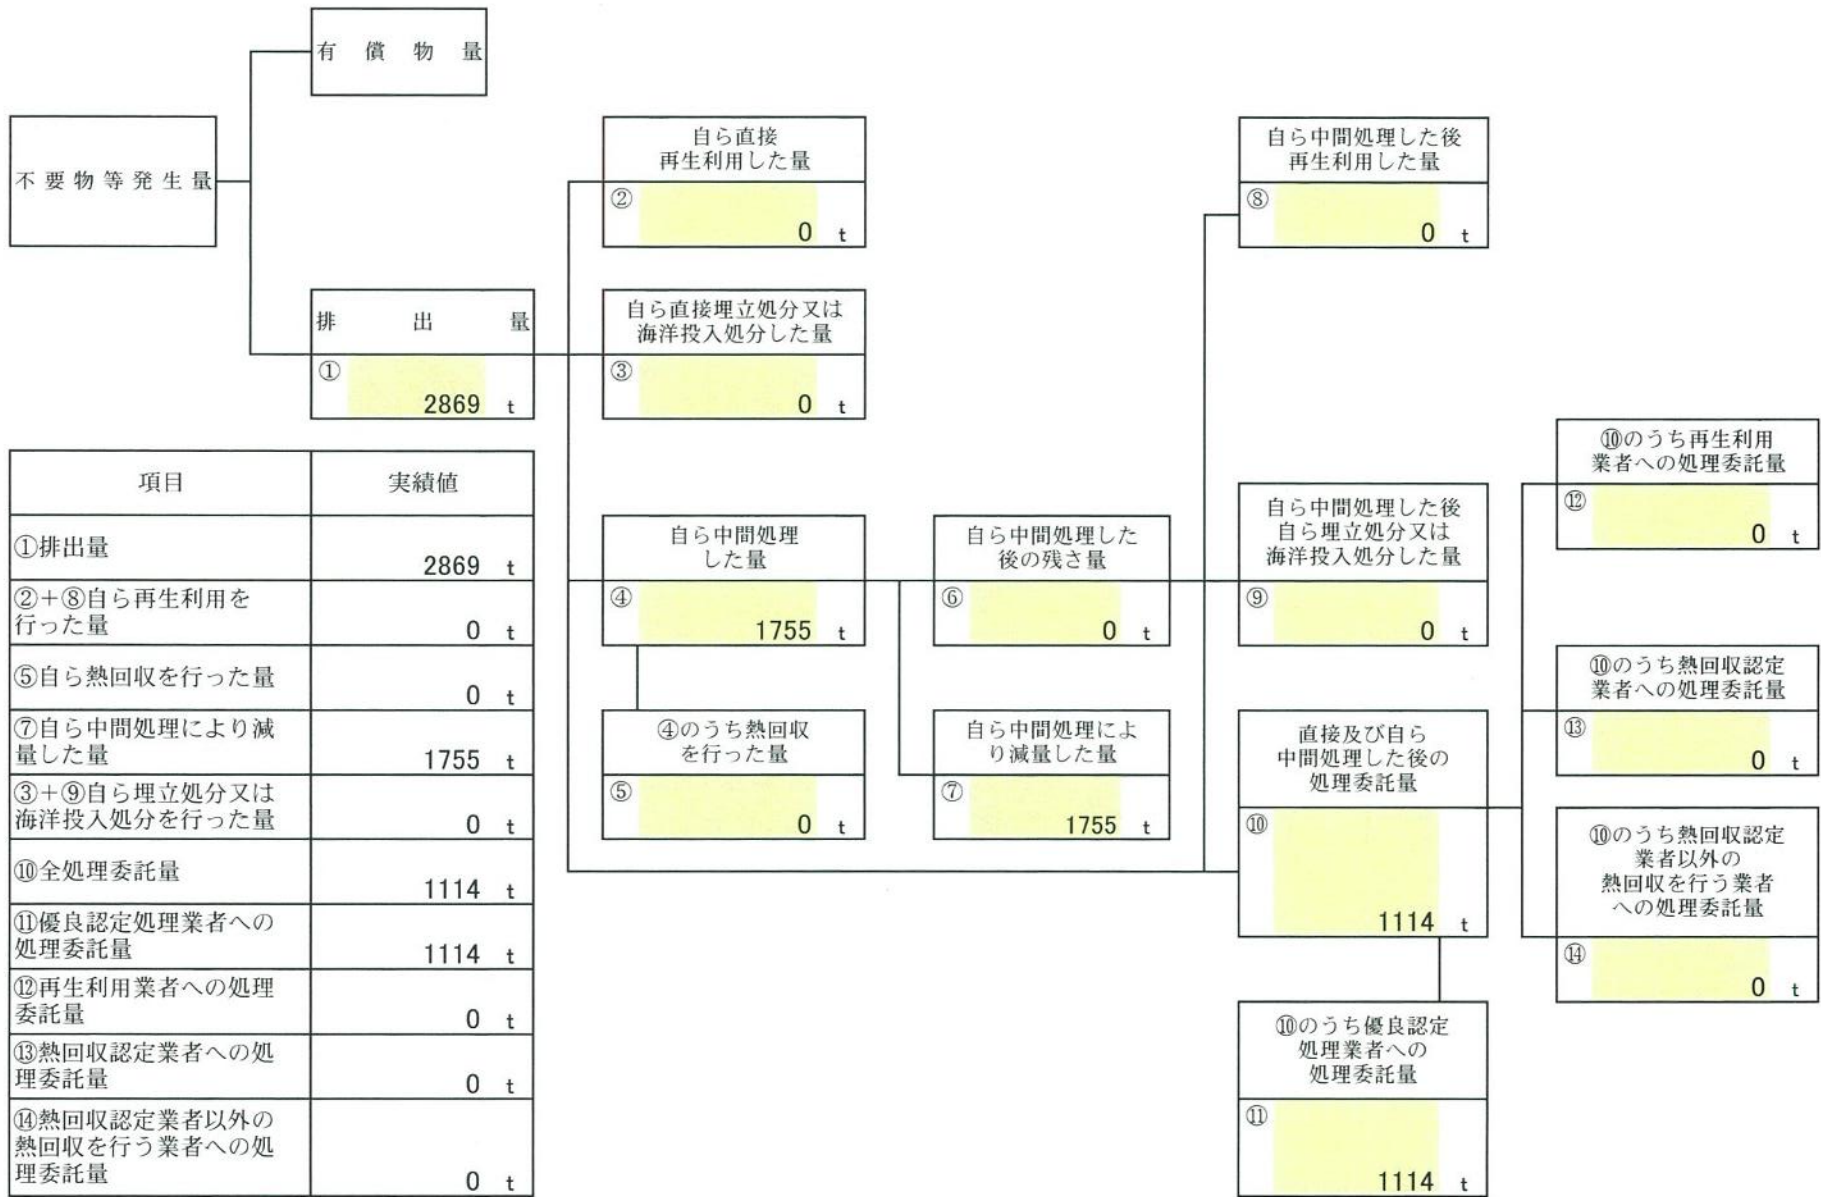 有償物量
不要物等発生量
自ら直接
再生利用した量
②
0 t
自ら中間処理した後
再生利用した量
⑧
0 t
排出量
①
2869 t
自ら直接埋立処分又は
海洋投入処分した量
③
0 t
項目 実績値
①排出量
2869 t
②+⑧自ら再生利用を
行った量
0 t
⑤自ら熱回収を行った量
0 t
⑦自ら中間処理により減
量した量
1755 t
③+⑨自ら埋立処分又は
海洋投入処分を行った量
0 t
⑩全処理委託量
1114 t
⑪優良認定処理業者への
処理委託量
1114 t
⑫再生利用業者への処理
委託量
0 t
⑬熱回収認定業者への処
理委託量
0 t
⑭熱回収認定業者以外の
熱回収を行う業者への処
理委託量
0 t
自ら中間処理
した量
④
1755 t
④のうち熱回収
を行った量
⑤
0 t
自ら中間処理した
後の残さ量
⑥
0 t
自ら中間処理によ
り減量した量
⑦
1755 t
自ら中間処理した後
自ら埋立処分又は
海洋投入処分した量
⑨
0 t
直接及び自ら
中間処理した後の
処理委託量
⑩
1114 t
⑩のうち優良認定
処理業者への
処理委託量
⑪
1114 t
⑩のうち再生利用
業者への処理委託量
⑫
0 t
⑩のうち熱回収認定
業者への処理委託量
⑬
0 t
⑩のうち熱回収認定
業者以外の
熱回収を行う業者
への処理委託量
⑭
0 t